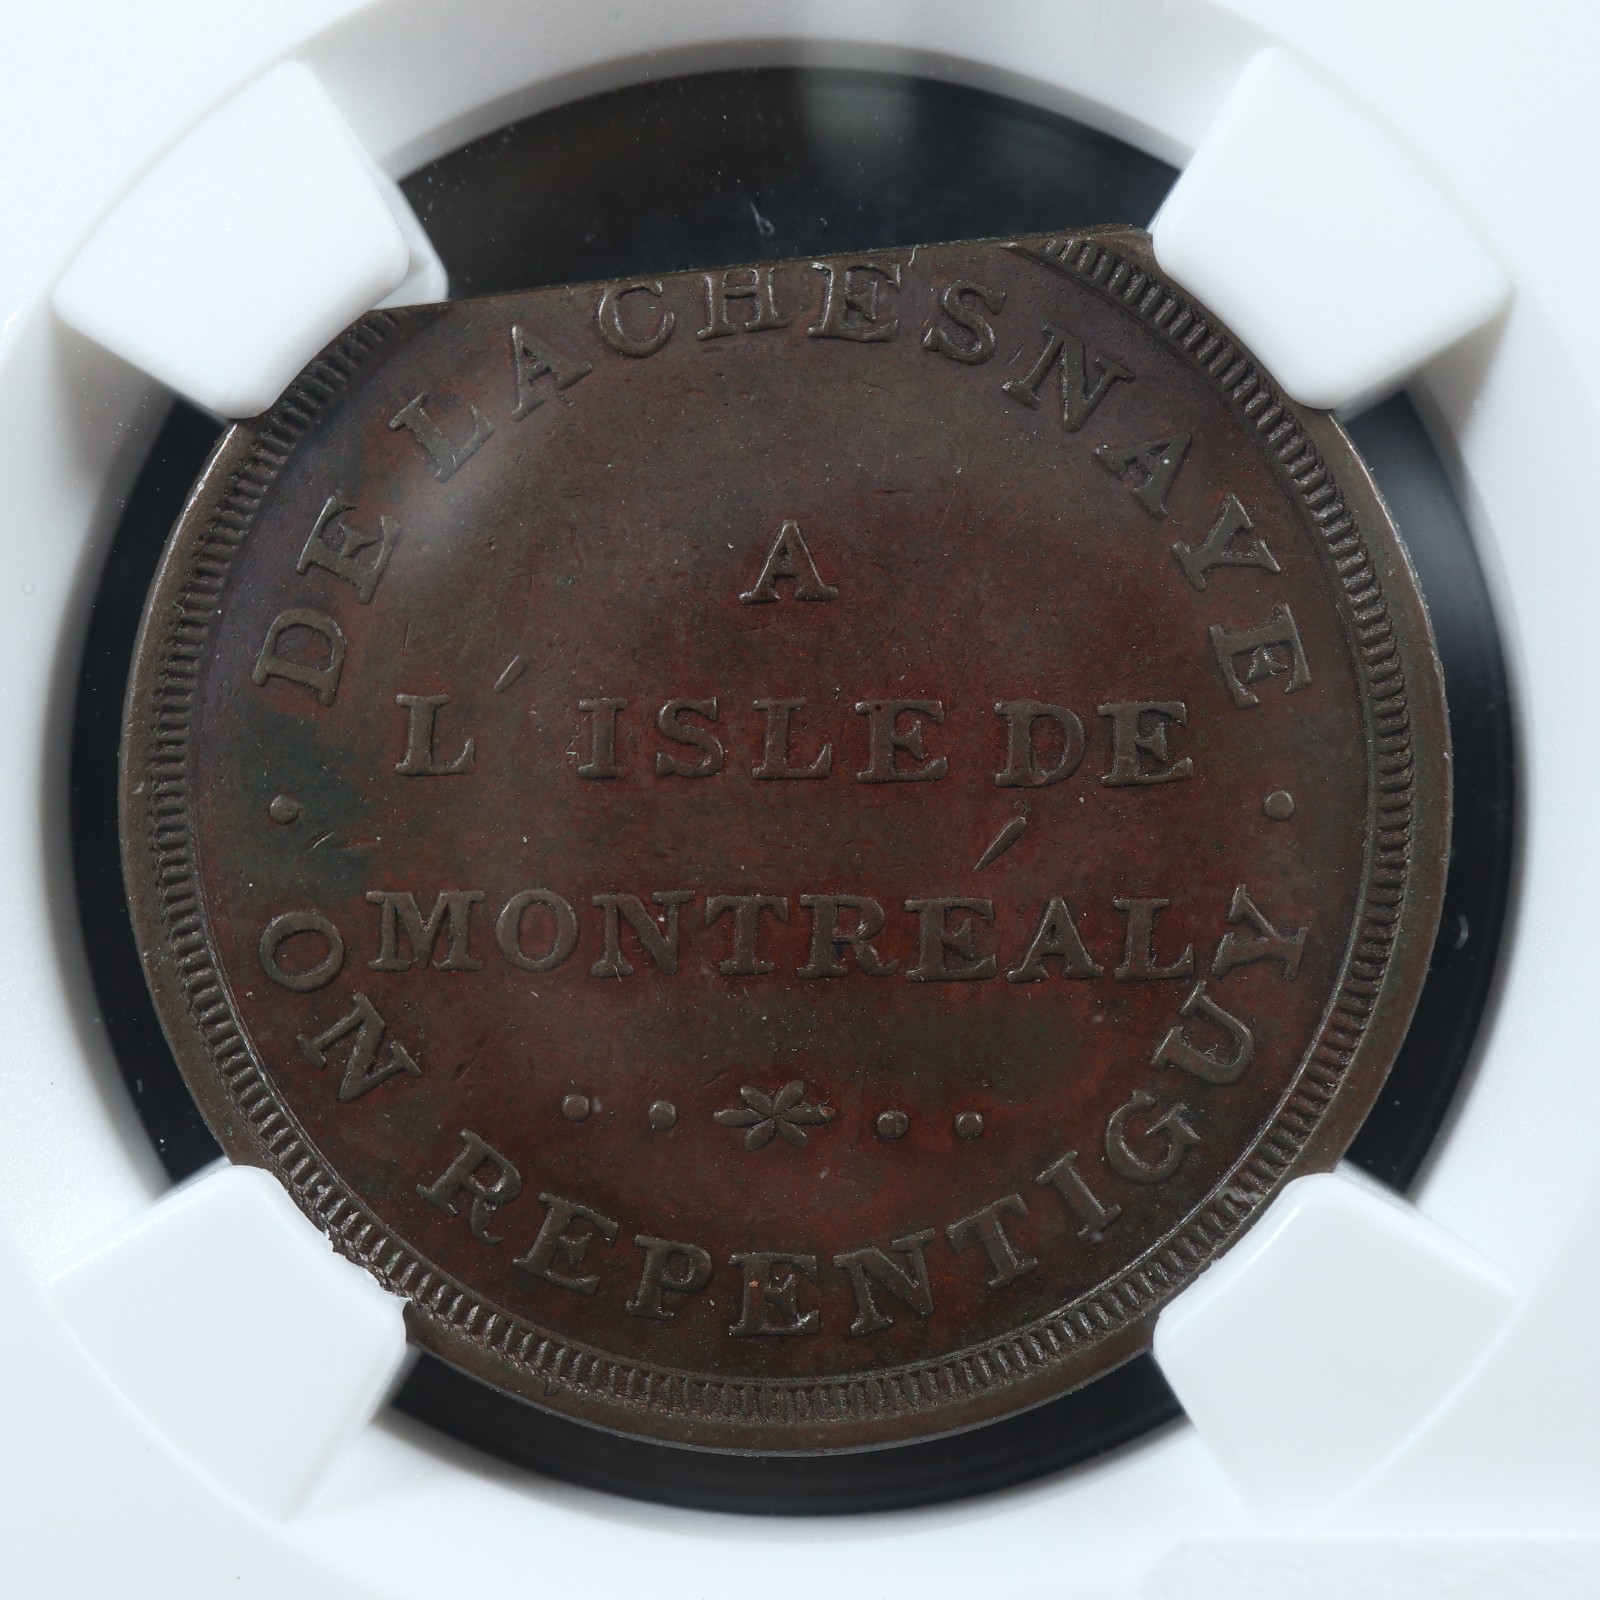 DE LACHESNAYE
A
L'ISLE DE
MONTRÉAL
ON REPENTIGUY